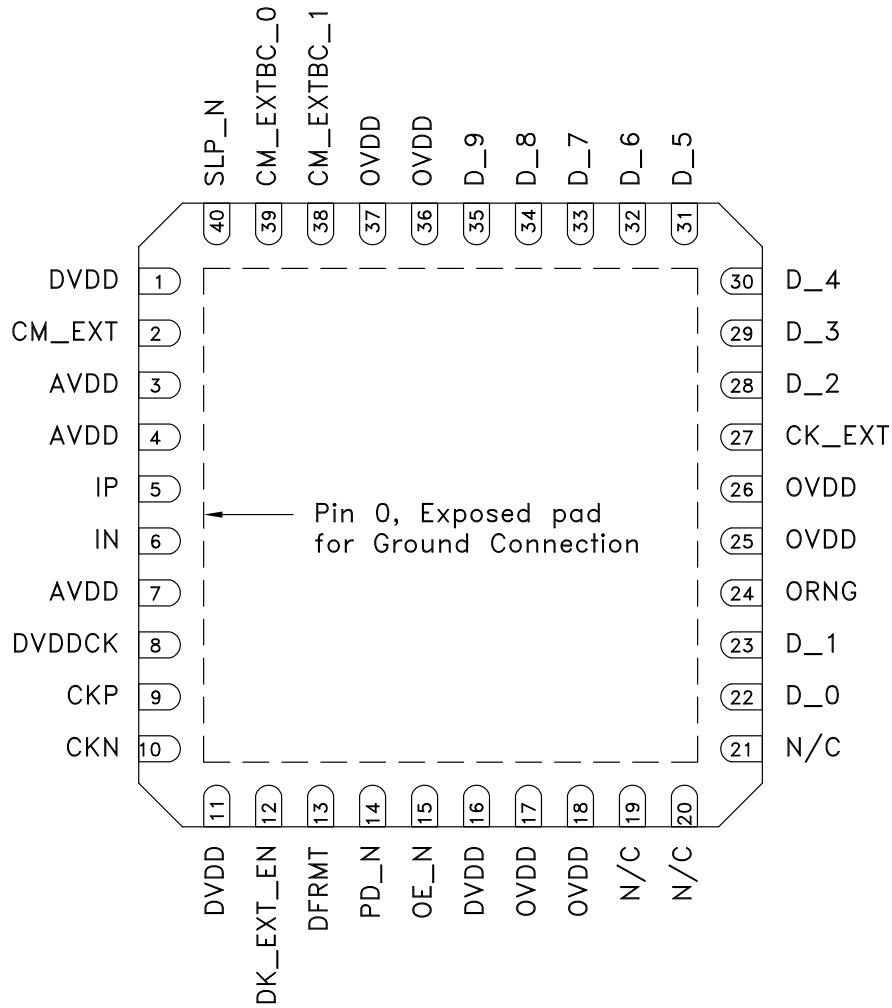 SLP_N
CM_EXTBC_0
CM_EXTBC_1
OVDD
OVDD
D_9
D_8
D_7
D_6
D_5
40
39
38
37
36
35
34
33
32
31
DVDD 1
CM_EXT 2
AVDD 3
AVDD 4
IP 5
IN 6
AVDD 7
DVDDCK 8
CKP 9
CKN 10
Pin 0, Exposed pad
for Ground Connection
30 D_4
29 D_3
28 D_2
27 CK_EXT
26 OVDD
25 OVDD
24 ORNG
23 D_1
22 D_0
21 N/C
11
12
13
14
15
16
17
18
19
20
DVDD
DK_EXT_EN
DFRMT
PD_N
OE_N
DVDD
OVDD
OVDD
N/C
N/C